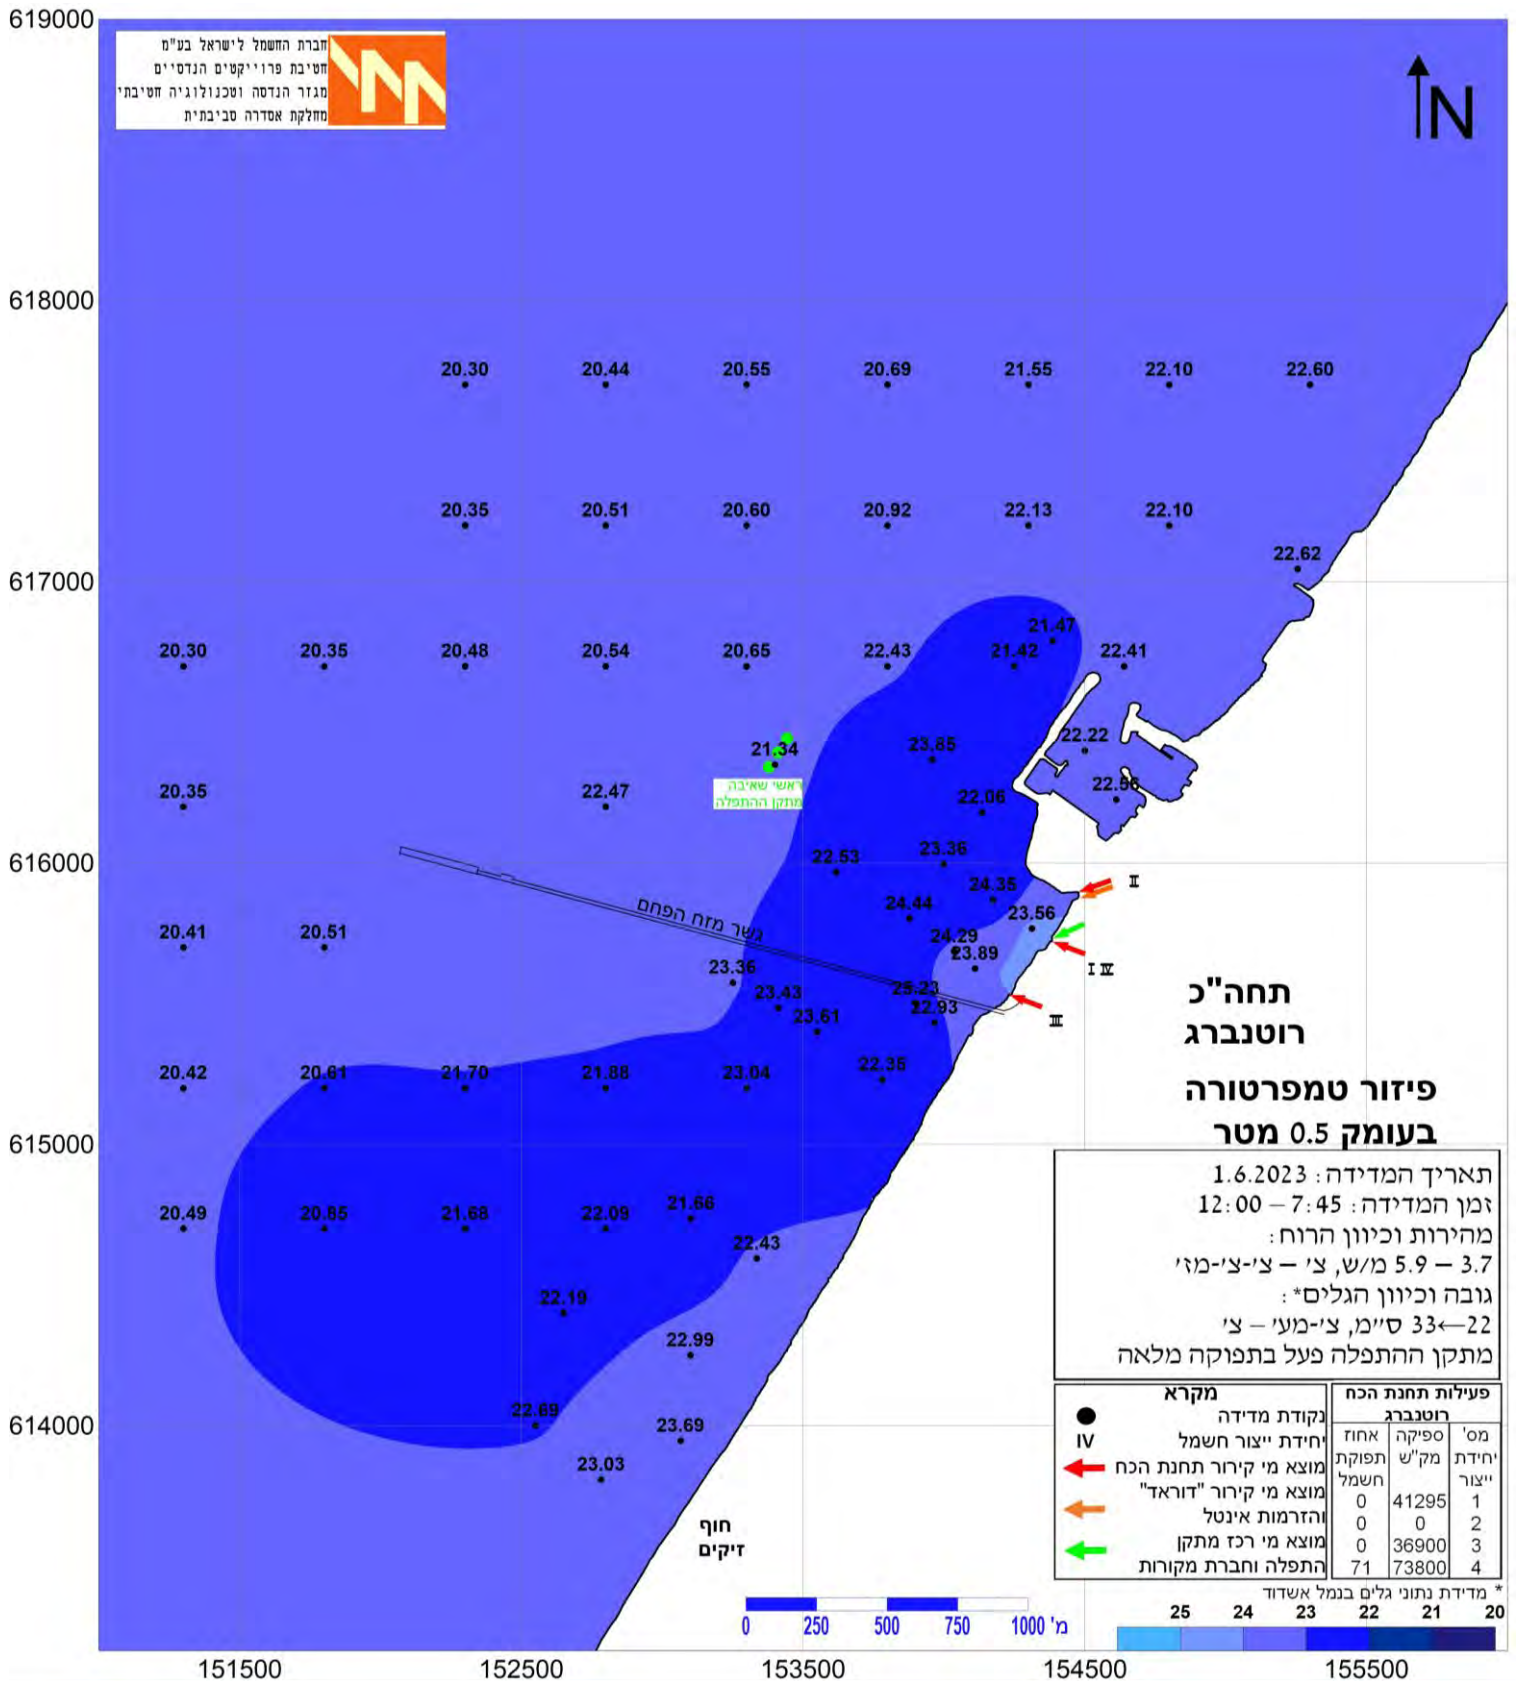 619000
חברת החשמל לישראל בע"מ
חטיבת פרוייקטים הנדסיים
מגזר הנדסה וטכנולוגיה חטיבתי
מחלקת אסדרה סביבתית
N
618000
20.30 20.44 20.55 20.69 21.55 22.10 22.60
20.35 20.51 20.60 20.92 22.13 22.10
22.62
617000
21.47
20.30 20.35 20.48 20.54 20.65 22.43 21.42 22.41
21.34 23.85 22.22
ראשי שאיבה
מתקן ההתפלה
20.35 22.47 22.06 22.56
616000
22.53 23.36
24.35 II
24.44 23.56
גשר מזח הפחם
20.41 20.51 24.29
23.89
I IV
23.36
23.43 25.23
23.61 22.93
III
תחה"כ
רוטנברג
20.42 20.61 21.70 21.88 23.04 22.35
פיזור טמפרטורה
בעומק 0.5 מטר
615000
תאריך המדידה: 1.6.2023
זמן המדידה: 7:45 – 12:00
מהירות וכיוון הרוח:
3.7 – 5.9 מ/ש, צי – צי-צי-מזי
גובה וכיוון הגלים*:
22←33 ס״מ, צי-מעי – צי
מתקן ההתפלה פעל בתפוקה מלאה
20.49 20.85 21.68 22.09 21.66
22.43
22.19
22.99
614000
22.69 23.69
23.03
חוף
זיקים
מקרא
נקודת מדידה
IV יחידת ייצור חשמל
מוצא מי קירור תחנת הכח
מוצא מי קירור "דוראד"
והזרמות אינטל
מוצא מי רכז מתקן
התפלה וחברת מקורות
פעילות תחנת הכח
רוטנברג
מס' יחידת ייצור ספיקה מק"ש אחוז תפוקת חשמל
1 41295 0
2 0 0
3 36900 0
4 73800 71
* מדידת נתוני גלים בנמל אשדוד
25 24 23 22 21 20
0 250 500 750 1000 מ'
151500 152500 153500 154500 155500